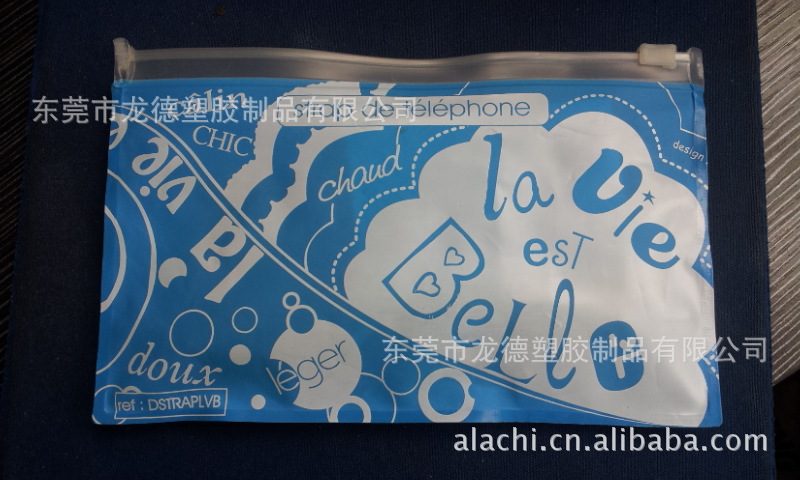 东莞市龙德塑胶制品有限公司
câlin
CHIC
strap de téléphone
chaud
design
la vie
la vie
est
Belle
东莞市龙德塑胶制品有限公司
doux
léger
ref : DSTRAPLVB
alachi.cn.alibaba.com